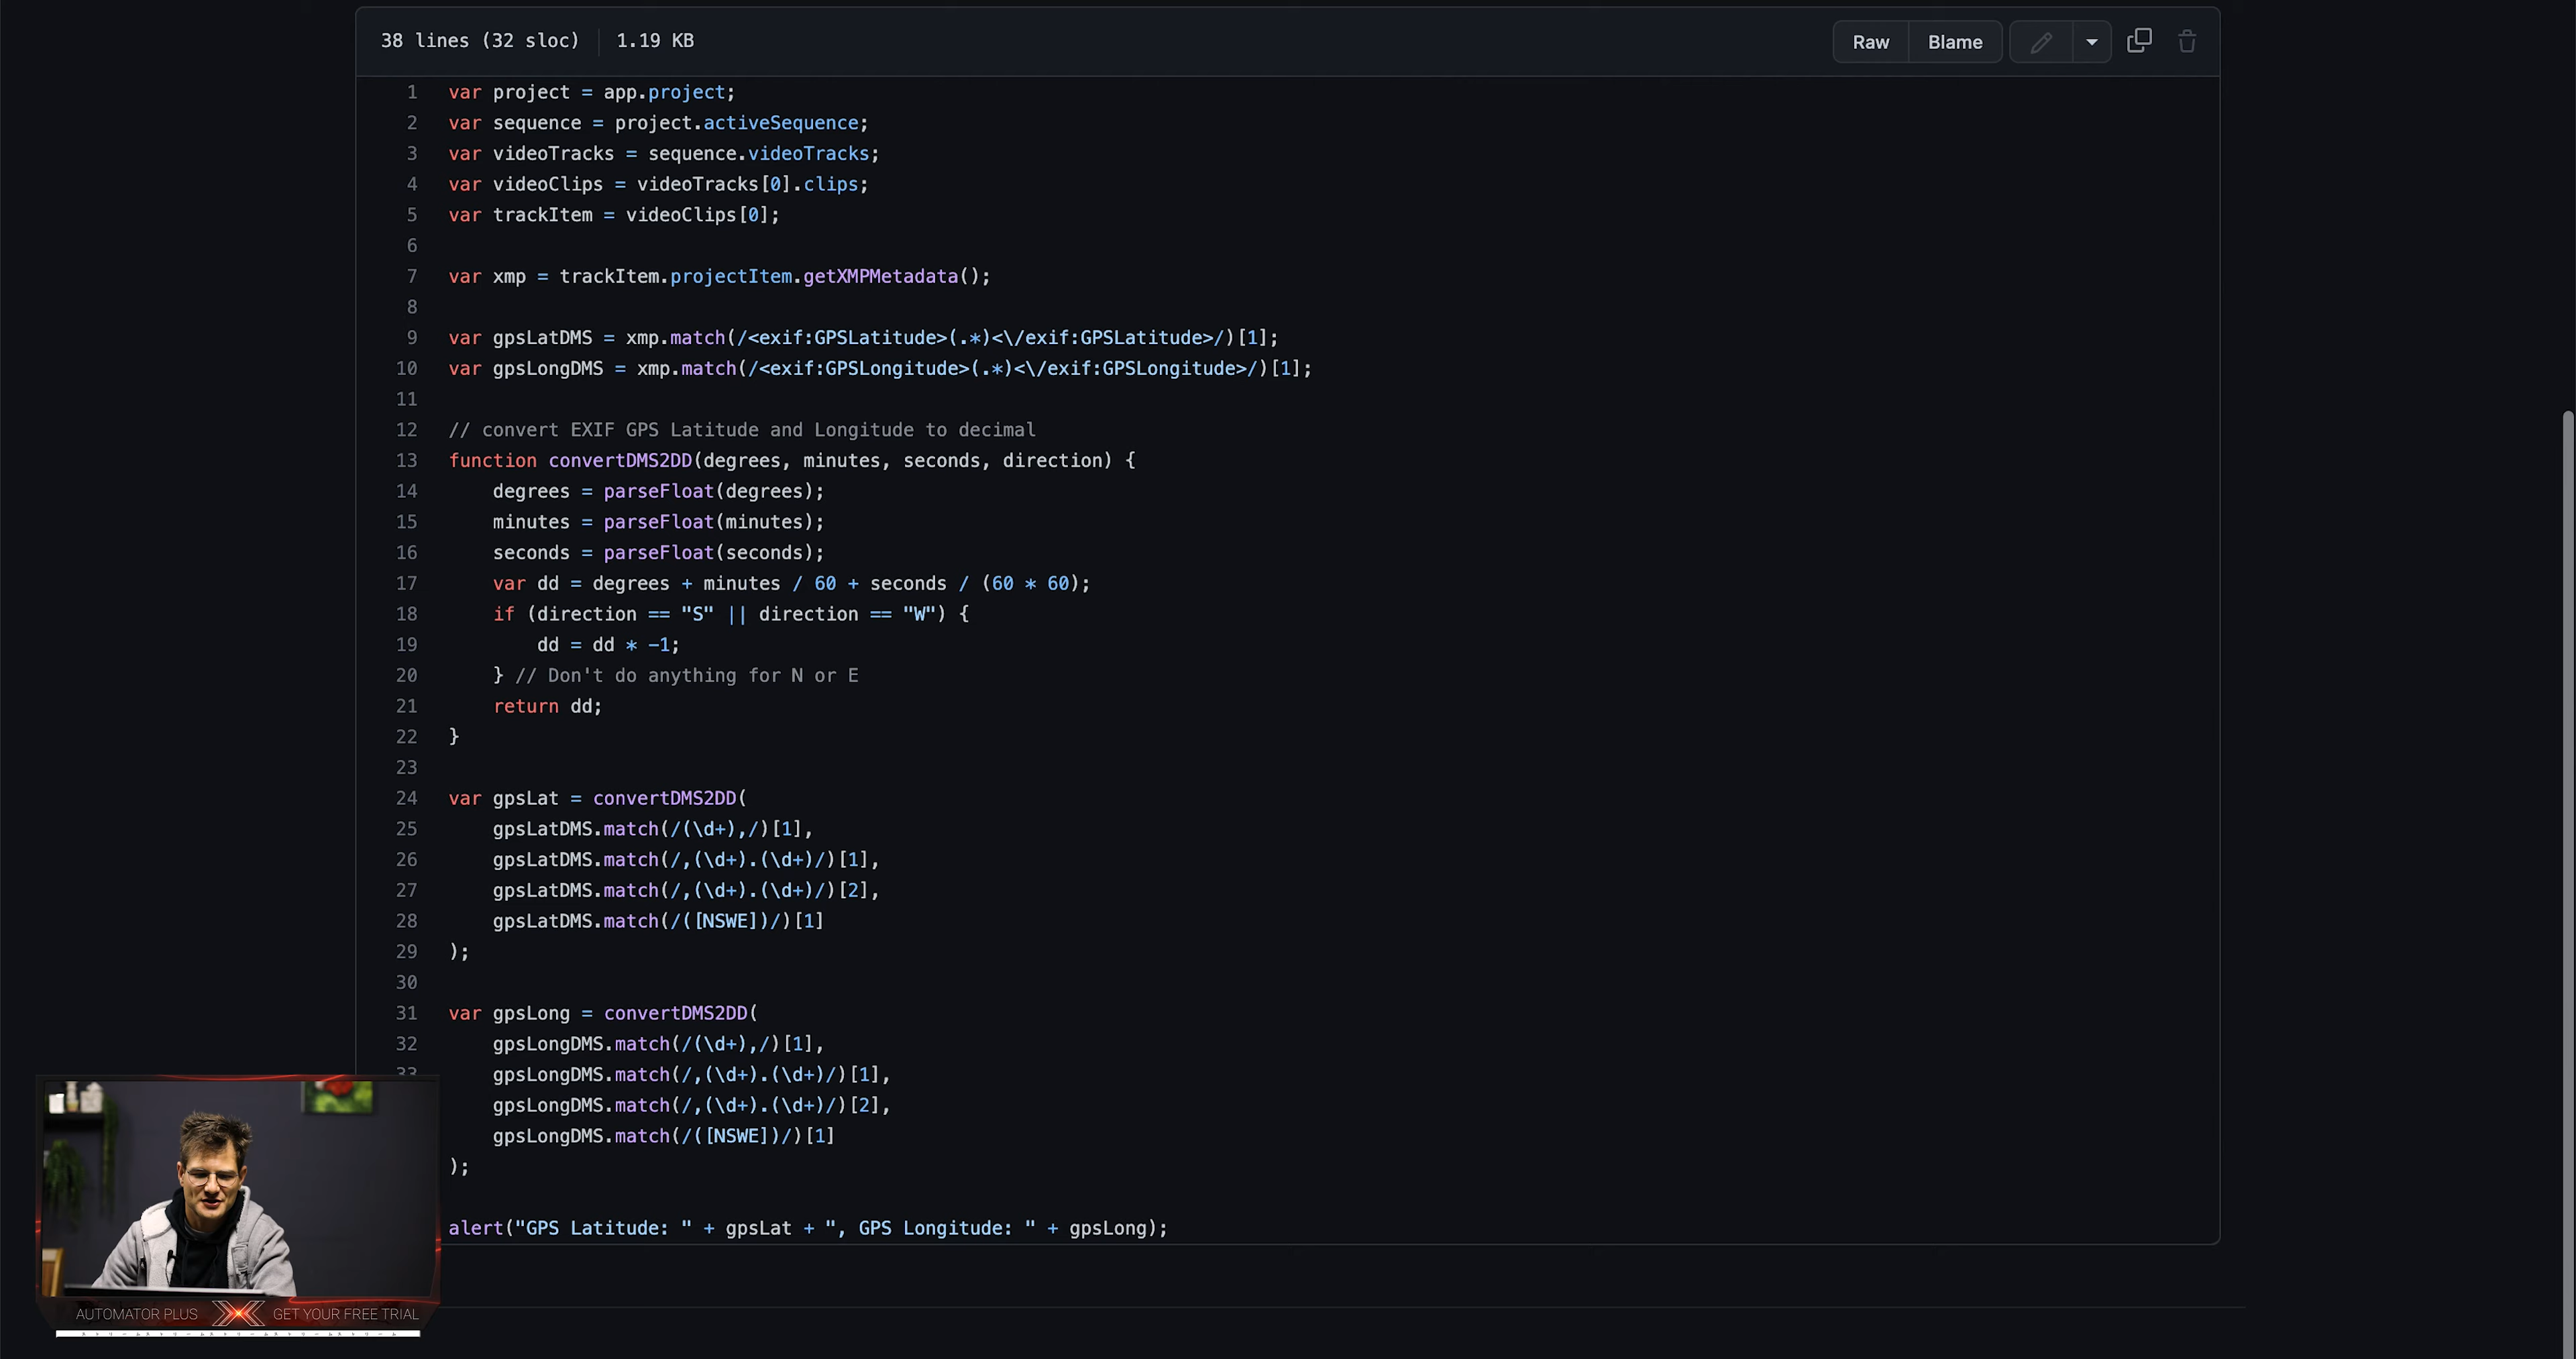 38 lines (32 sloc) 1.19 KB Raw Blame
1 var project = app.project;
2 var sequence = project.activeSequence;
3 var videoTracks = sequence.videoTracks;
4 var videoClips = videoTracks[0].clips;
5 var trackItem = videoClips[0];
6
7 var xmp = trackItem.projectItem.getXMPMetadata();
8
9 var gpsLatDMS = xmp.match(/<exif:GPSLatitude>(.*)<\/exif:GPSLatitude>/)[1];
10 var gpsLongDMS = xmp.match(/<exif:GPSLongitude>(.*)<\/exif:GPSLongitude>/)[1];
11
12 // convert EXIF GPS Latitude and Longitude to decimal
13 function convertDMS2DD(degrees, minutes, seconds, direction) {
14 degrees = parseFloat(degrees);
15 minutes = parseFloat(minutes);
16 seconds = parseFloat(seconds);
17 var dd = degrees + minutes / 60 + seconds / (60 * 60);
18 if (direction == "S" || direction == "W") {
19 dd = dd * -1;
20 } // Don't do anything for N or E
21 return dd;
22 }
23
24 var gpsLat = convertDMS2DD(
25 gpsLatDMS.match(/(\d+),/)[1],
26 gpsLatDMS.match(/,(\d+).(\d+)/)[1],
27 gpsLatDMS.match(/,(\d+).(\d+)/)[2],
28 gpsLatDMS.match(/([NSWE])/)[1]
29 );
30
31 var gpsLong = convertDMS2DD(
32 gpsLongDMS.match(/(\d+),/)[1],
33 gpsLongDMS.match(/,(\d+).(\d+)/)[1],
gpsLongDMS.match(/,(\d+).(\d+)/)[2],
gpsLongDMS.match(/([NSWE])/)[1]
);
alert("GPS Latitude: " + gpsLat + ", GPS Longitude: " + gpsLong);
AUTOMATOR PLUS GET YOUR FREE TRIAL